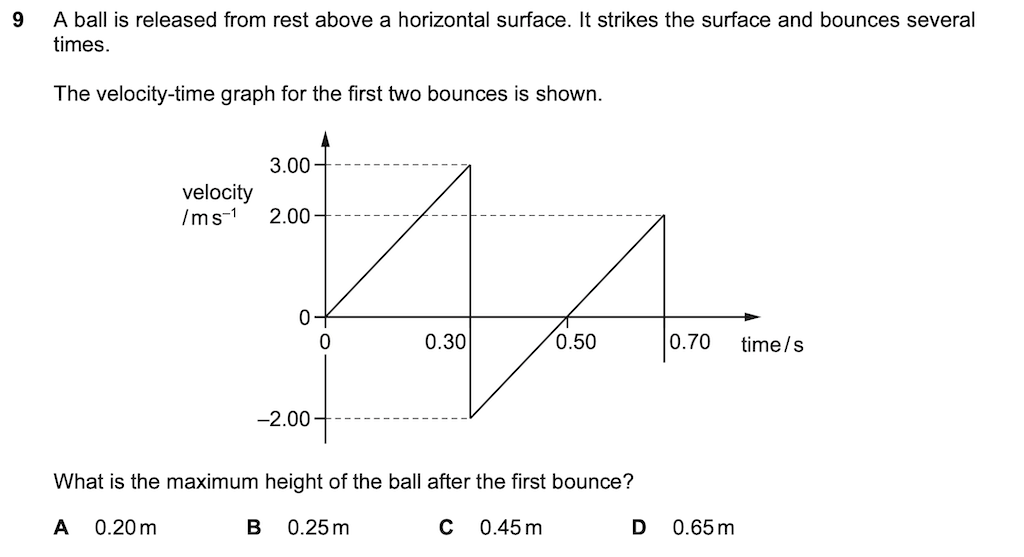 9 A ball is released from rest above a horizontal surface. It strikes the surface and bounces several
times.
The velocity-time graph for the first two bounces is shown.
3.00
velocity
/ m s⁻¹ 2.00
0
0 0.30 0.50 0.70 time / s
–2.00
What is the maximum height of the ball after the first bounce?
A 0.20 m B 0.25 m C 0.45 m D 0.65 m